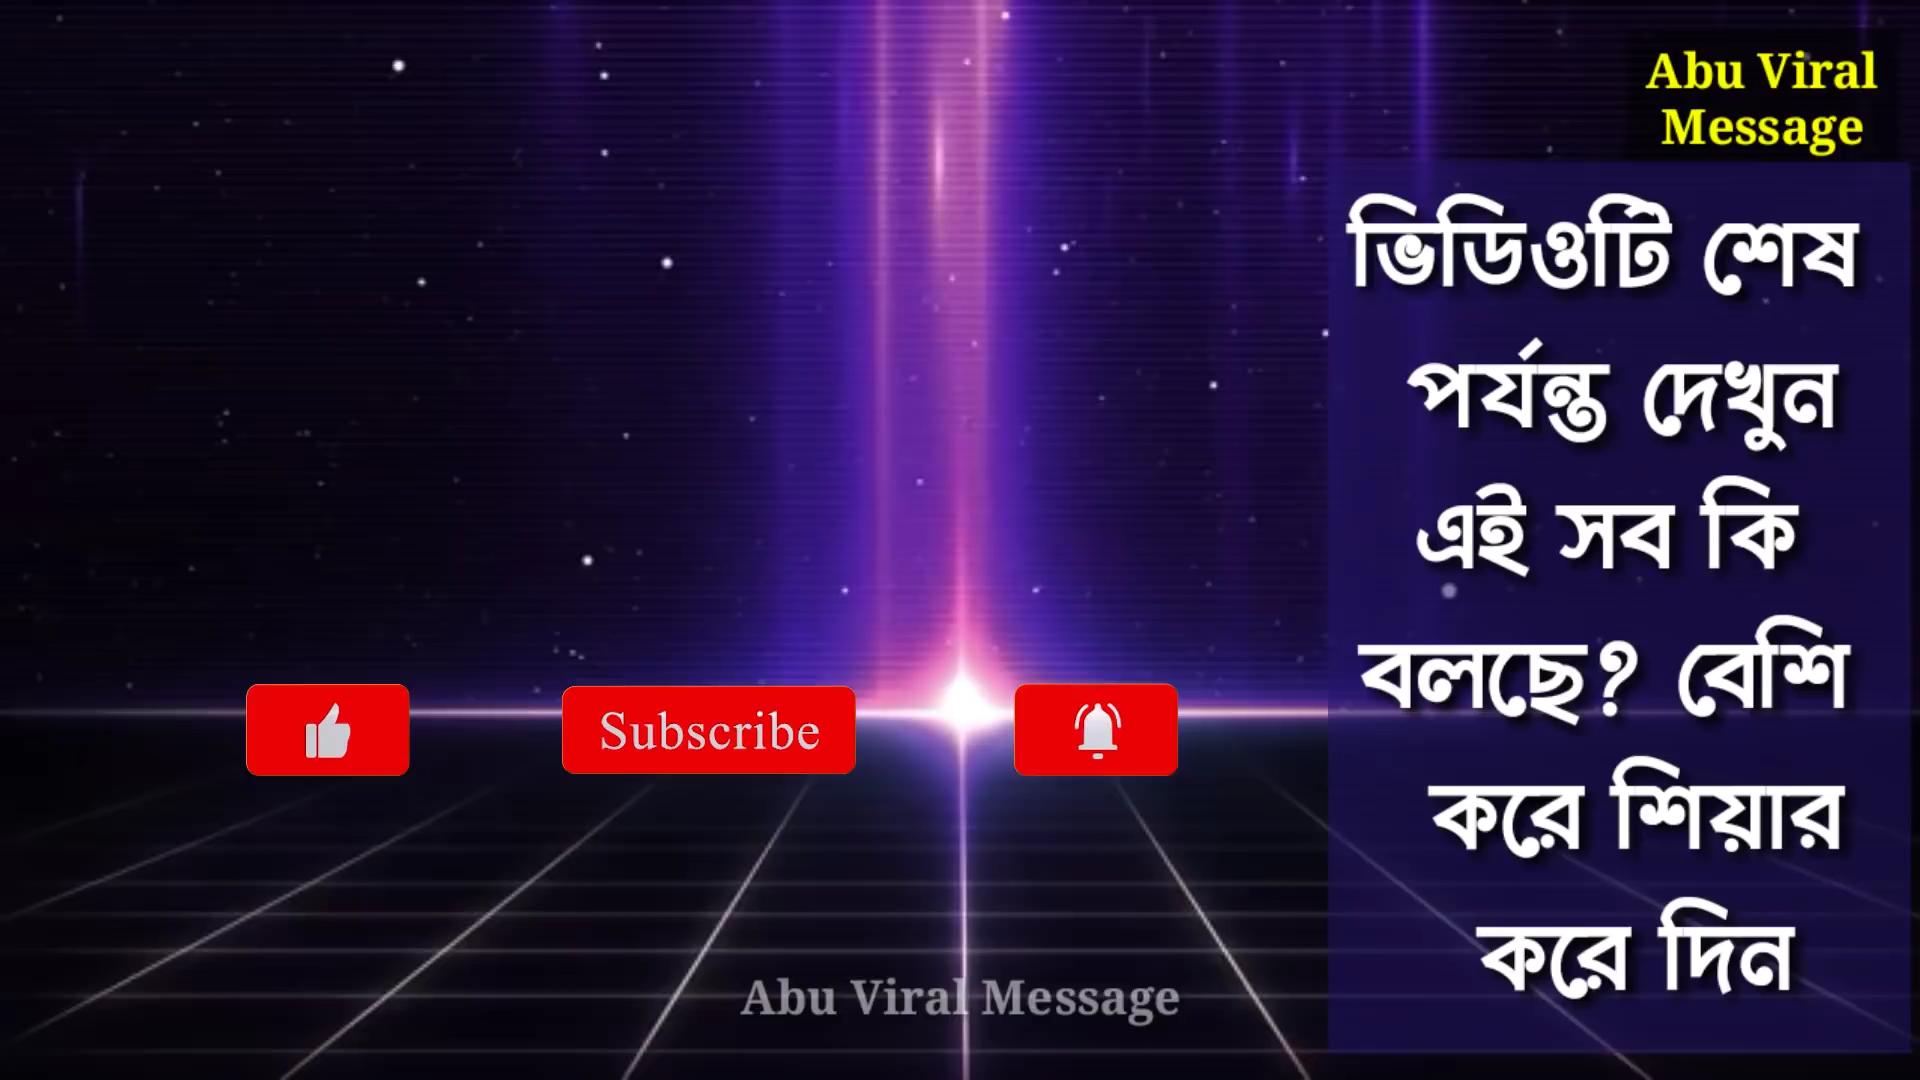 Abu Viral
Message
ভিডিওটি শেষ
পর্যন্ত দেখুন
এই সব কি
বলছে? বেশি
করে শিয়ার
করে দিন
Subscribe
Abu Viral Message